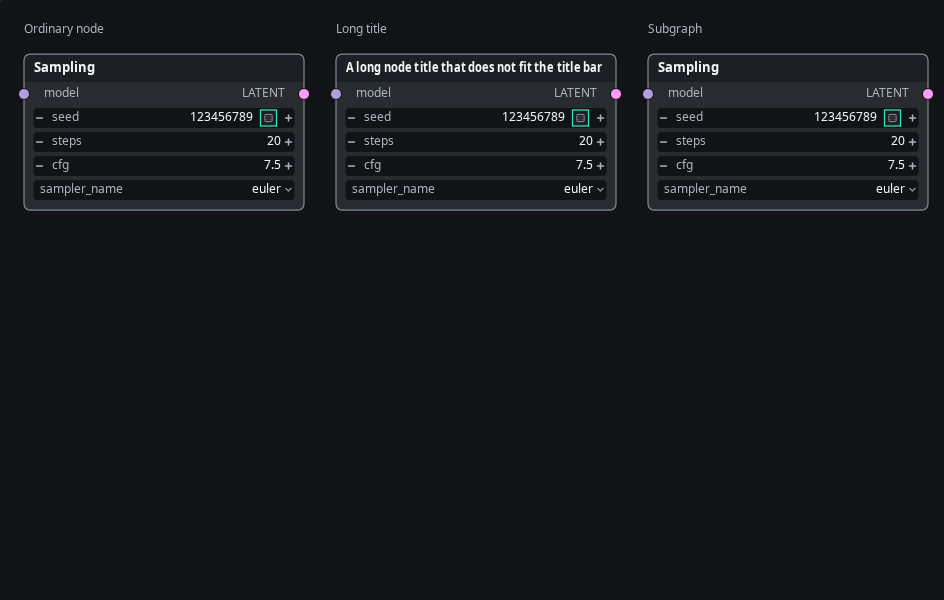 Ordinary node
Long title
Subgraph
Sampling
A long node title that does not fit the title bar
Sampling
model LATENT
model LATENT
model LATENT
− seed 123456789 +
− seed 123456789 +
− seed 123456789 +
− steps 20 +
− steps 20 +
− steps 20 +
− cfg 7.5 +
− cfg 7.5 +
− cfg 7.5 +
sampler_name euler
sampler_name euler
sampler_name euler